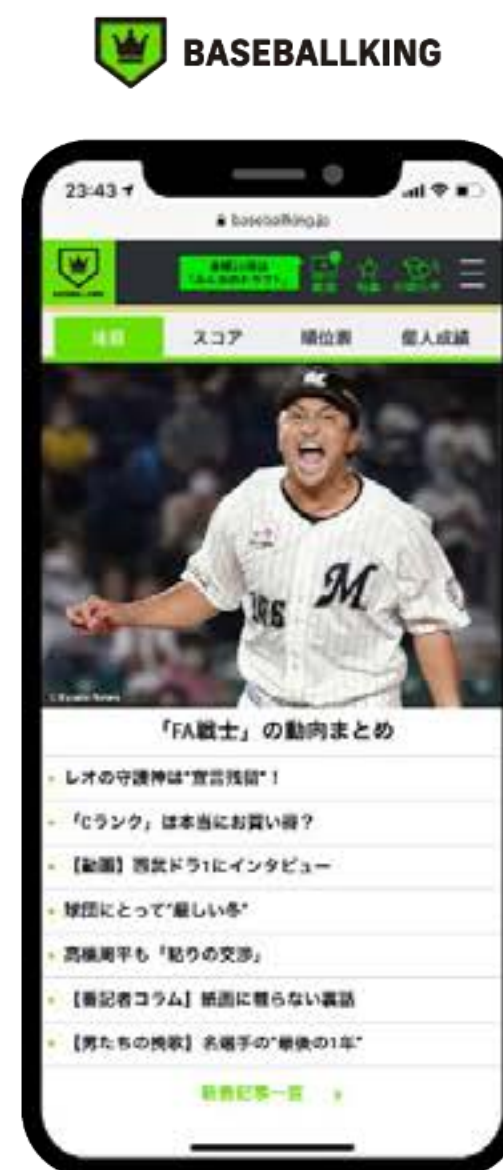 BASEBALLKING
23:43
baseballking.jp
スコア
順位表
個人成績
M
「FA戦士」の動向まとめ
レオの守護神は"宣言残留"！
「Cランク」は本当にお買い得？
【動画】西武ドラ1にインタビュー
球団にとって"厳しい冬"
高橋周平も「粘りの交渉」
【番記者コラム】紙面に載らない裏話
【男たちの挽歌】名選手の"最後の1年"
新着記事一覧